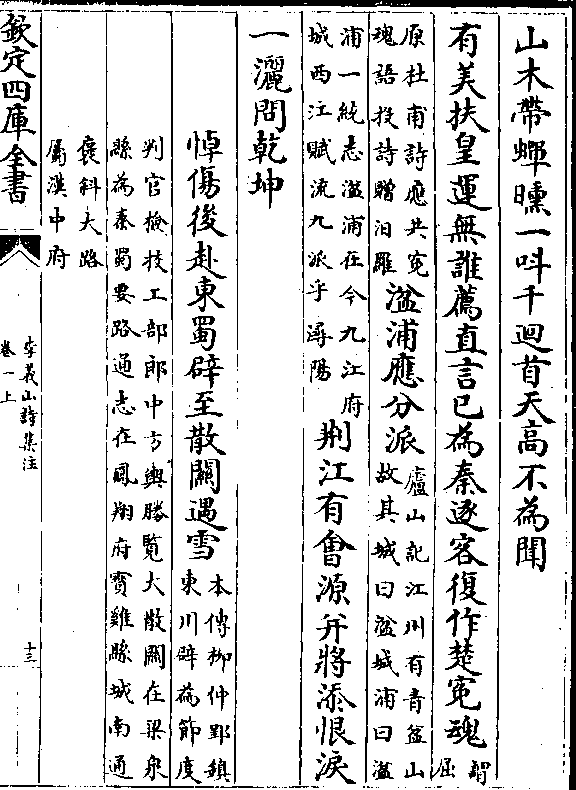 山木帶蟬曛一呌千迴首天高不為聞
有美扶皇運無誰薦直言已為秦逐客復作楚寃魂謂屈
原杜甫詩應共寃
魂語投詩贈汨羅
湓浦應分派
廬山記江川有青盆山
故其城曰湓城浦曰湓
浦一統志湓浦在今九江府
城西江賦流九派乎潯陽
荆江有會源并將添恨淚
一灑問乾坤
悼傷後赴東蜀辟至散關遇雪
本傳柳仲郢鎮
東川辟為節度
判官檢校工部郎中方輿勝覽大散關在梁泉
縣為秦蜀要路通志在鳳翔府寳雞縣城南通
褒斜大路
屬漢中府
欽定四庫全書
李義山詩集注
卷一上
十三